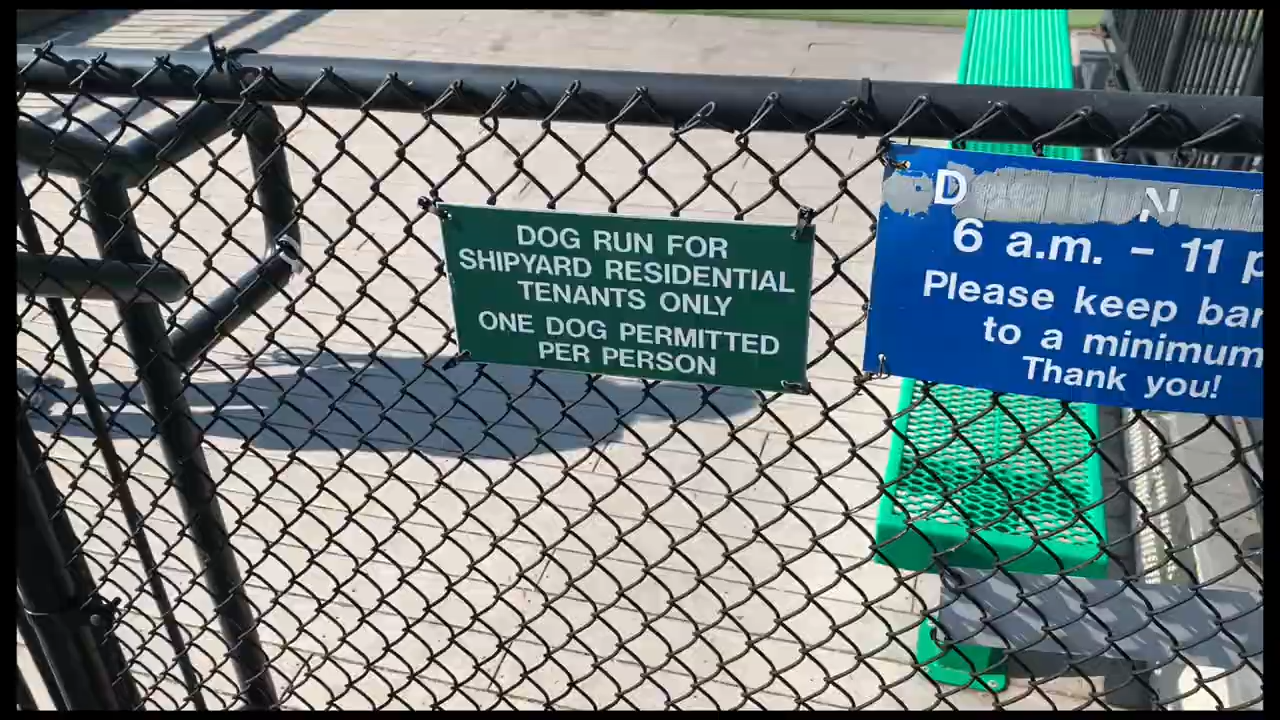 DOG RUN FOR
SHIPYARD RESIDENTIAL
TENANTS ONLY
ONE DOG PERMITTED
PER PERSON
D N
6 a.m. – 11 p
Please keep bar
to a minimum
Thank you!